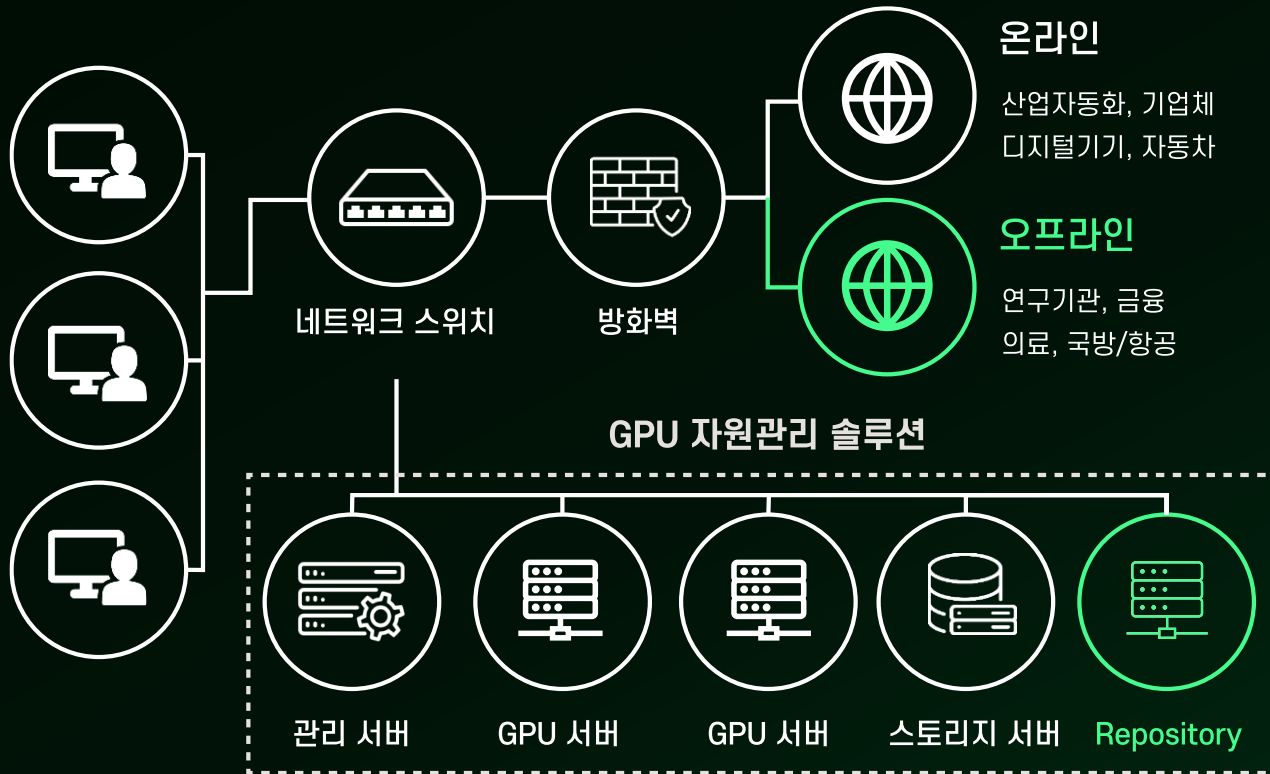 온라인
산업자동화, 기업체
디지털기기, 자동차
오프라인
연구기관, 금융
의료, 국방/항공
네트워크 스위치
방화벽
GPU 자원관리 솔루션
관리 서버
GPU 서버
GPU 서버
스토리지 서버
Repository